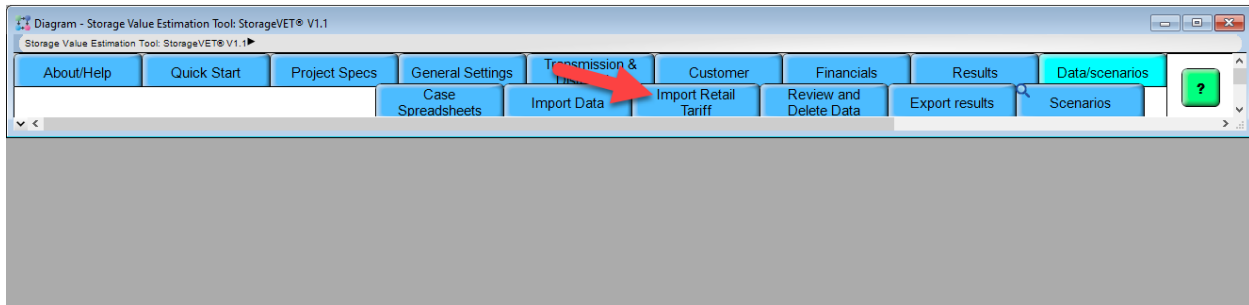 Diagram - Storage Value Estimation Tool: StorageVET® V1.1
Storage Value Estimation Tool: StorageVET® V1.1
About/Help
Quick Start
Project Specs
General Settings
Transmission &
Customer
Financials
Results
Data/scenarios
?
Case
Spreadsheets
Import Data
Import Retail
Tariff
Review and
Delete Data
Export results
Scenarios